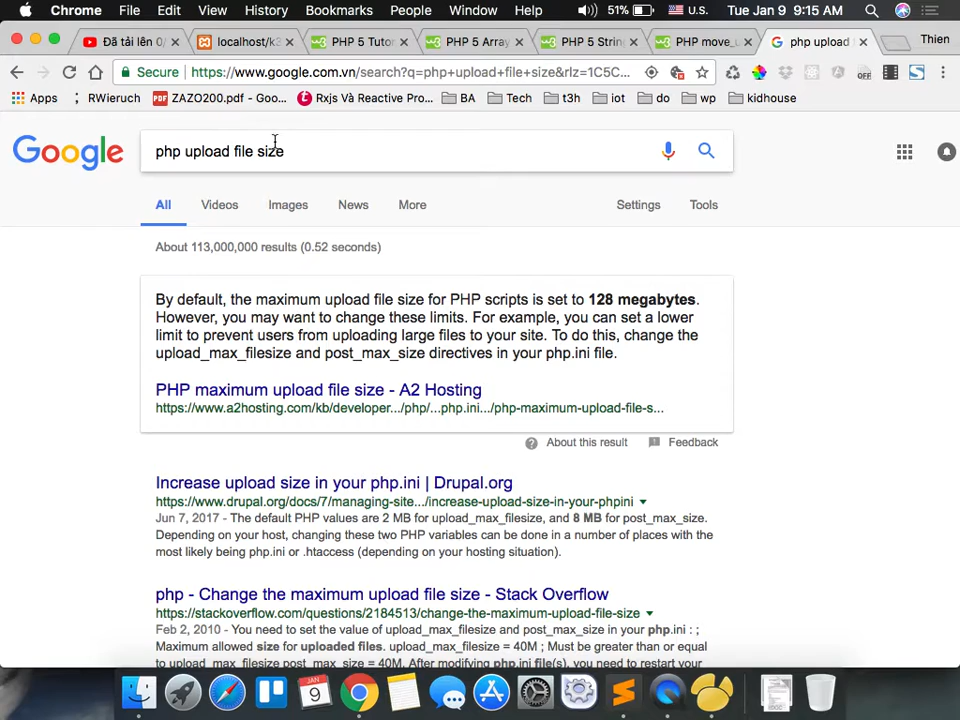 Chrome File Edit View History Bookmarks People Window Help 51% U.S. Tue Jan 9 9:15 AM
Đã tải lên 0/ localhost/k3 PHP 5 Tutor PHP 5 Array PHP 5 String PHP move_u php upload Thien
Secure https://www.google.com.vn/search?q=php+upload+file+size&rlz=1C5C...
Apps RWieruch ZAZO200.pdf - Goo... Rxjs Và Reactive Pro... BA Tech t3h iot do wp kidhouse
Google
php upload file size
All Videos Images News More Settings Tools
About 113,000,000 results (0.52 seconds)
By default, the maximum upload file size for PHP scripts is set to 128 megabytes.
However, you may want to change these limits. For example, you can set a lower
limit to prevent users from uploading large files to your site. To do this, change the
upload_max_filesize and post_max_size directives in your php.ini file.
PHP maximum upload file size - A2 Hosting
https://www.a2hosting.com/kb/developer.../php/...php.ini.../php-maximum-upload-file-s...
About this result Feedback
Increase upload size in your php.ini | Drupal.org
https://www.drupal.org/docs/7/managing-site.../increase-upload-size-in-your-phpini
Jun 7, 2017 - The default PHP values are 2 MB for upload_max_filesize, and 8 MB for post_max_size.
Depending on your host, changing these two PHP variables can be done in a number of places with the
most likely being php.ini or .htaccess (depending on your hosting situation).
php - Change the maximum upload file size - Stack Overflow
https://stackoverflow.com/questions/2184513/change-the-maximum-upload-file-size
Feb 2, 2010 - You need to set the value of upload_max_filesize and post_max_size in your php.ini : ;
Maximum allowed size for uploaded files. upload_max_filesize = 40M ; Must be greater than or equal
to upload_max_filesize post_max_size = 40M. After modifying php.ini file(s), you need to restart your